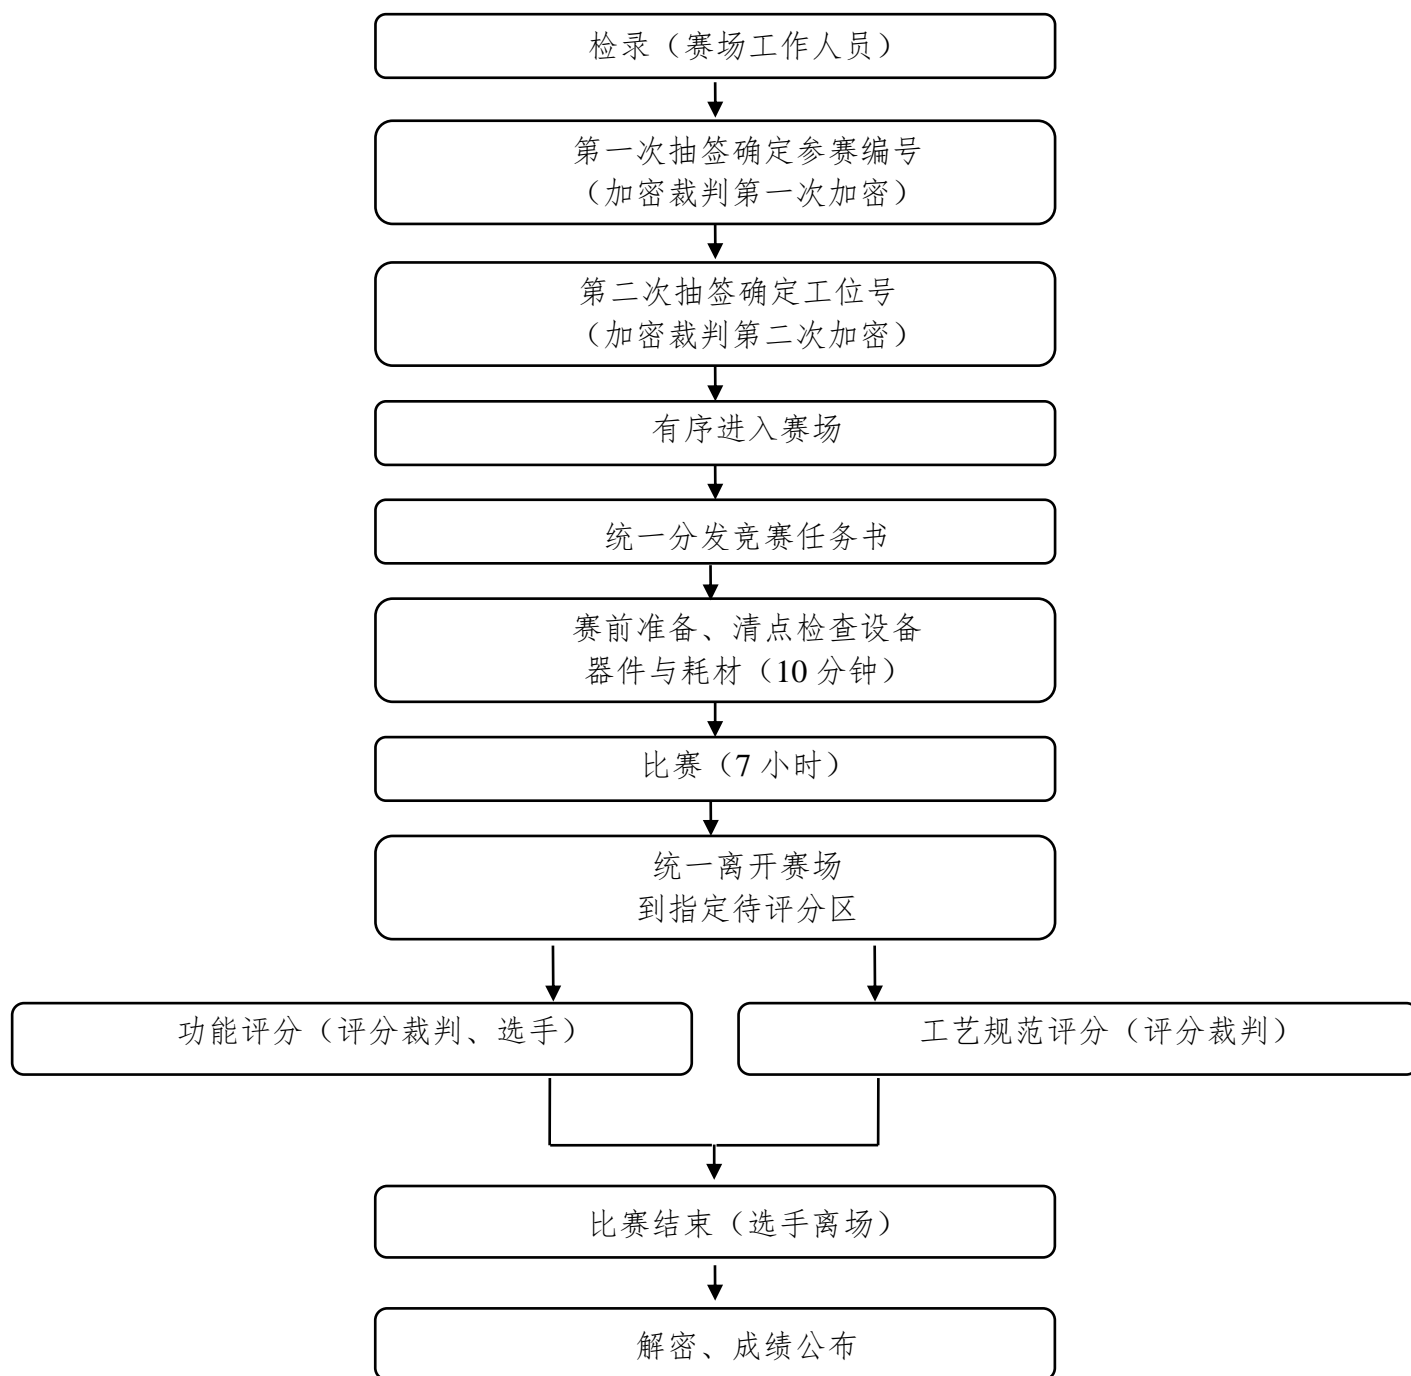 检录（赛场工作人员）
第一次抽签确定参赛编号
（加密裁判第一次加密）
第二次抽签确定工位号
（加密裁判第二次加密）
有序进入赛场
统一分发竞赛任务书
赛前准备、清点检查设备
器件与耗材（10 分钟）
比赛（7 小时）
统一离开赛场
到指定待评分区
功能评分（评分裁判、选手）
工艺规范评分（评分裁判）
比赛结束（选手离场）
解密、成绩公布